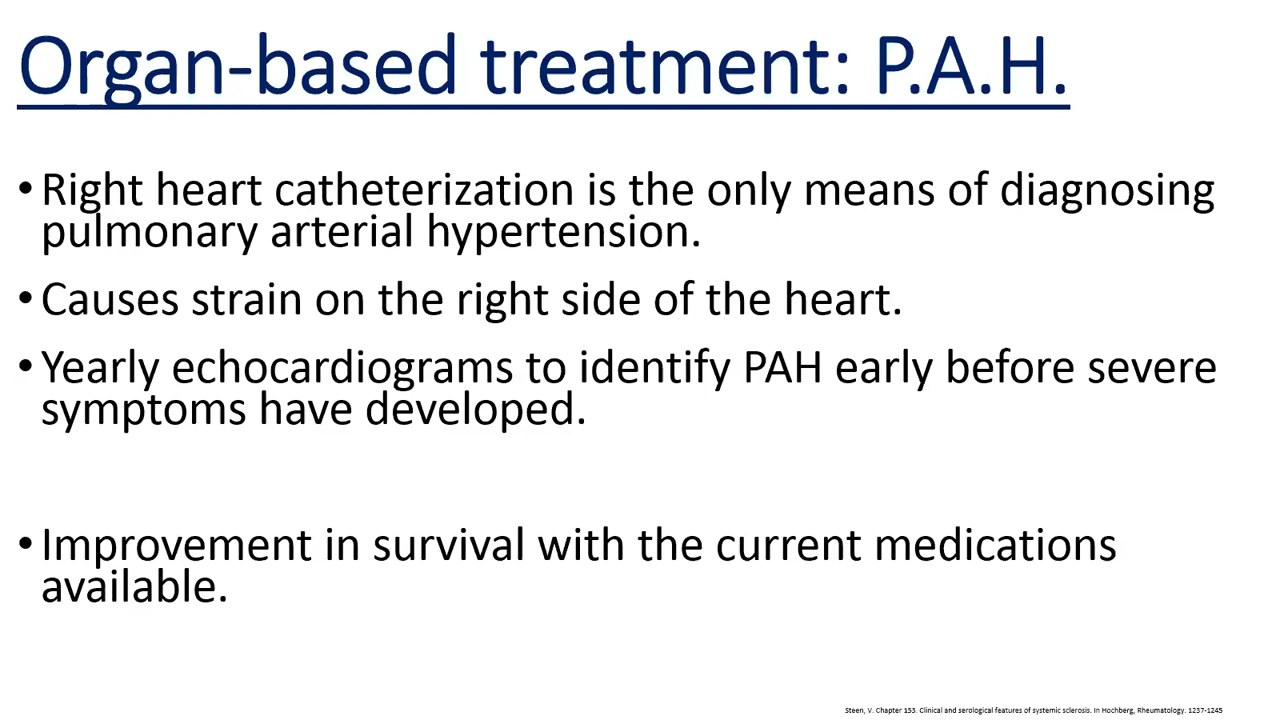 Organ-based treatment: P.A.H.
• Right heart catheterization is the only means of diagnosing
pulmonary arterial hypertension.
• Causes strain on the right side of the heart.
• Yearly echocardiograms to identify PAH early before severe
symptoms have developed.
• Improvement in survival with the current medications
available.
Steen, V. Chapter 153. Clinical and serological features of systemic sclerosis. In Hochberg, Rheumatology. 1237-1245